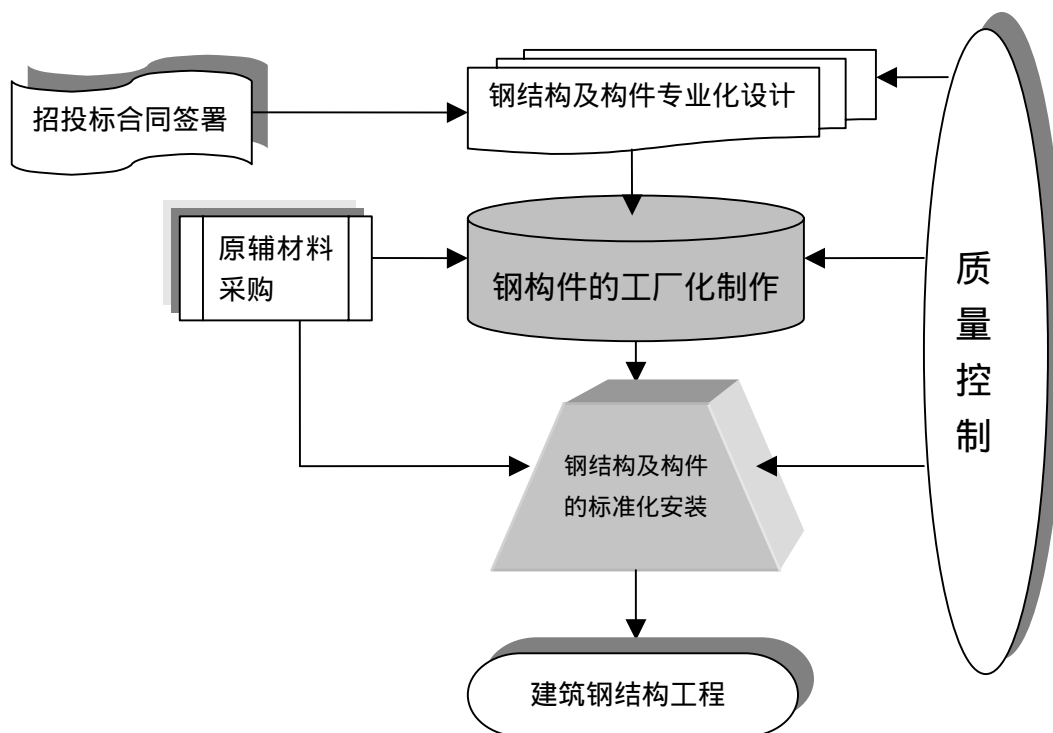 招投标合同签署
钢结构及构件专业化设计
原辅材料
采购
钢构件的工厂化制作
钢结构及构件
的标准化安装
建筑钢结构工程
质
量
控
制